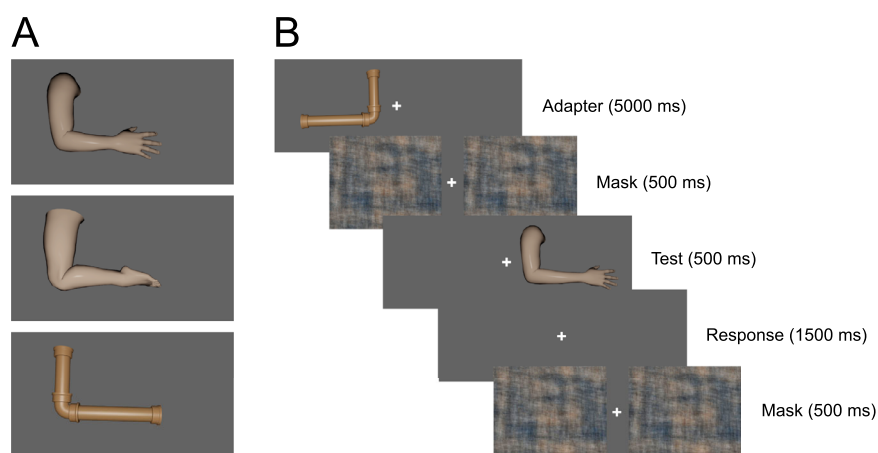 A
B
Adapter (5000 ms)
Mask (500 ms)
Test (500 ms)
Response (1500 ms)
Mask (500 ms)